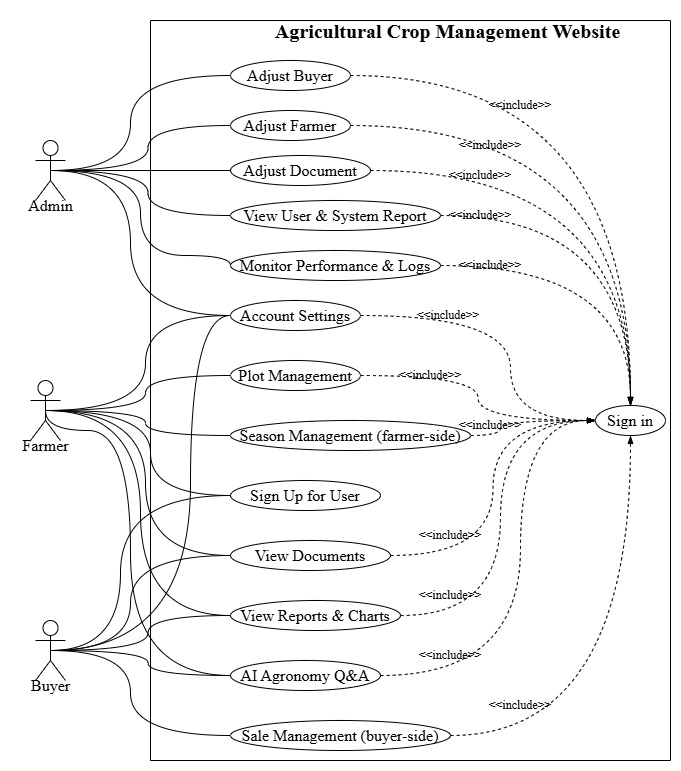 Agricultural Crop Management Website
Adjust Buyer
<<include>>
Adjust Farmer
<<include>>
Adjust Document
<<include>>
Admin
View User & System Report
<<include>>
Monitor Performance & Logs
<<include>>
Account Settings
<<include>>
Plot Management
<<include>>
Sign in
Farmer
Season Management (farmer-side)
<<include>>
Sign Up for User
View Documents
<<include>>
View Reports & Charts
<<include>>
Buyer
AI Agronomy Q&A
<<include>>
Sale Management (buyer-side)
<<include>>